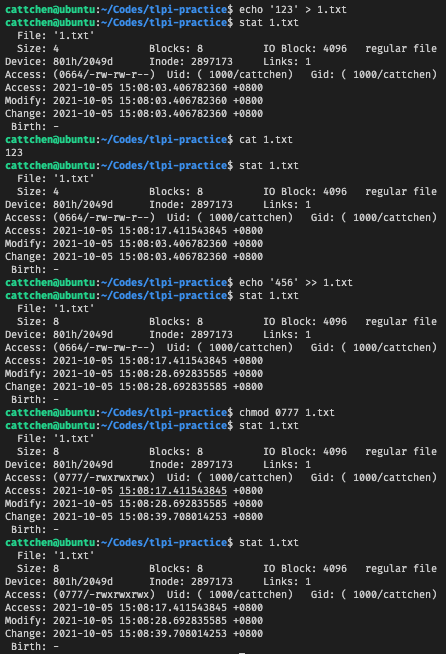 cattchen@ubuntu:~/Codes/tlpi-practice$ echo '123' > 1.txt
cattchen@ubuntu:~/Codes/tlpi-practice$ stat 1.txt
  File: '1.txt'
  Size: 4               Blocks: 8          IO Block: 4096   regular file
Device: 801h/2049d      Inode: 2897173     Links: 1
Access: (0664/-rw-rw-r--)  Uid: ( 1000/cattchen)   Gid: ( 1000/cattchen)
Access: 2021-10-05 15:08:03.406782360 +0800
Modify: 2021-10-05 15:08:03.406782360 +0800
Change: 2021-10-05 15:08:03.406782360 +0800
 Birth: -
cattchen@ubuntu:~/Codes/tlpi-practice$ cat 1.txt
123
cattchen@ubuntu:~/Codes/tlpi-practice$ stat 1.txt
  File: '1.txt'
  Size: 4               Blocks: 8          IO Block: 4096   regular file
Device: 801h/2049d      Inode: 2897173     Links: 1
Access: (0664/-rw-rw-r--)  Uid: ( 1000/cattchen)   Gid: ( 1000/cattchen)
Access: 2021-10-05 15:08:17.411543845 +0800
Modify: 2021-10-05 15:08:03.406782360 +0800
Change: 2021-10-05 15:08:03.406782360 +0800
 Birth: -
cattchen@ubuntu:~/Codes/tlpi-practice$ echo '456' >> 1.txt
cattchen@ubuntu:~/Codes/tlpi-practice$ stat 1.txt
  File: '1.txt'
  Size: 8               Blocks: 8          IO Block: 4096   regular file
Device: 801h/2049d      Inode: 2897173     Links: 1
Access: (0664/-rw-rw-r--)  Uid: ( 1000/cattchen)   Gid: ( 1000/cattchen)
Access: 2021-10-05 15:08:17.411543845 +0800
Modify: 2021-10-05 15:08:28.692835585 +0800
Change: 2021-10-05 15:08:28.692835585 +0800
 Birth: -
cattchen@ubuntu:~/Codes/tlpi-practice$ chmod 0777 1.txt
cattchen@ubuntu:~/Codes/tlpi-practice$ stat 1.txt
  File: '1.txt'
  Size: 8               Blocks: 8          IO Block: 4096   regular file
Device: 801h/2049d      Inode: 2897173     Links: 1
Access: (0777/-rwxrwxrwx)  Uid: ( 1000/cattchen)   Gid: ( 1000/cattchen)
Access: 2021-10-05 15:08:17.411543845 +0800
Modify: 2021-10-05 15:08:28.692835585 +0800
Change: 2021-10-05 15:08:39.708014253 +0800
 Birth: -
cattchen@ubuntu:~/Codes/tlpi-practice$ stat 1.txt
  File: '1.txt'
  Size: 8               Blocks: 8          IO Block: 4096   regular file
Device: 801h/2049d      Inode: 2897173     Links: 1
Access: (0777/-rwxrwxrwx)  Uid: ( 1000/cattchen)   Gid: ( 1000/cattchen)
Access: 2021-10-05 15:08:17.411543845 +0800
Modify: 2021-10-05 15:08:28.692835585 +0800
Change: 2021-10-05 15:08:39.708014253 +0800
 Birth: -